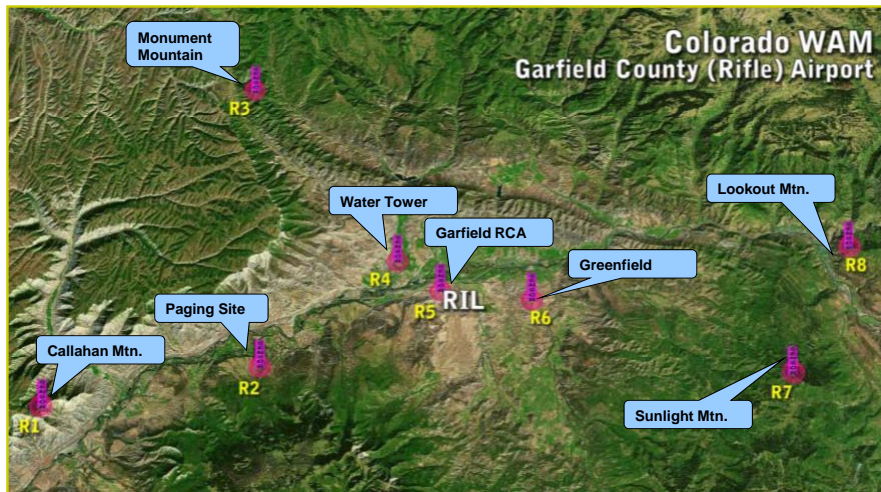 Monument
Mountain
Colorado WAM
Garfield County (Rifle) Airport
R3
Lookout Mtn.
Water Tower
Garfield RCA
Greenfield
R8
R4
R5
RIL
R6
Paging Site
Callahan Mtn.
R2
R7
R1
Sunlight Mtn.